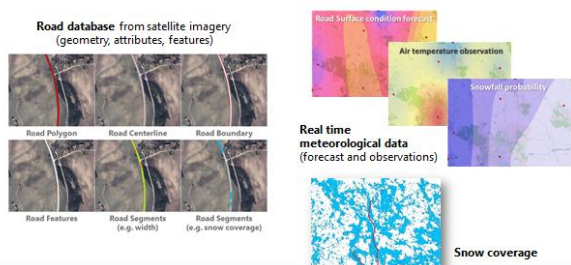 Road database from satellite imagery
(geometry, attributes, features)
Road Polygon
Road Centerline
Road Boundary
Road Features
Road Segments
(e.g. width)
Road Segments
(e.g. snow coverage)
Road Surface condition forecast
Air temperature observation
Snowfall probability
Real time
meteorological data
(forecast and observations)
Snow coverage